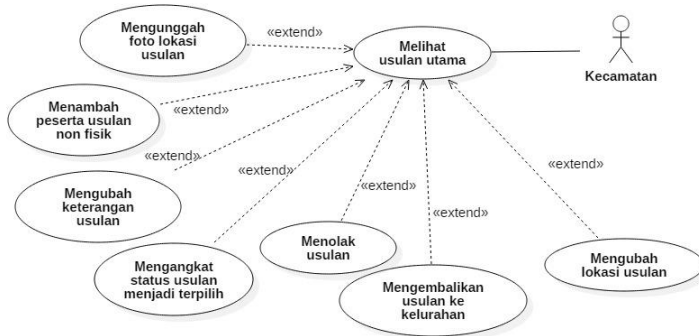 Mengunggah
foto lokasi
usulan
«extend»
Melihat
usulan utama
Kecamatan
Menambah
peserta usulan
non fisik
«extend»
«extend»
Mengubah
keterangan
usulan
«extend»
«extend»
«extend»
«extend»
Mengangkat
status usulan
menjadi terpilih
Menolak
usulan
Mengembalikan
usulan ke
kelurahan
Mengubah
lokasi usulan